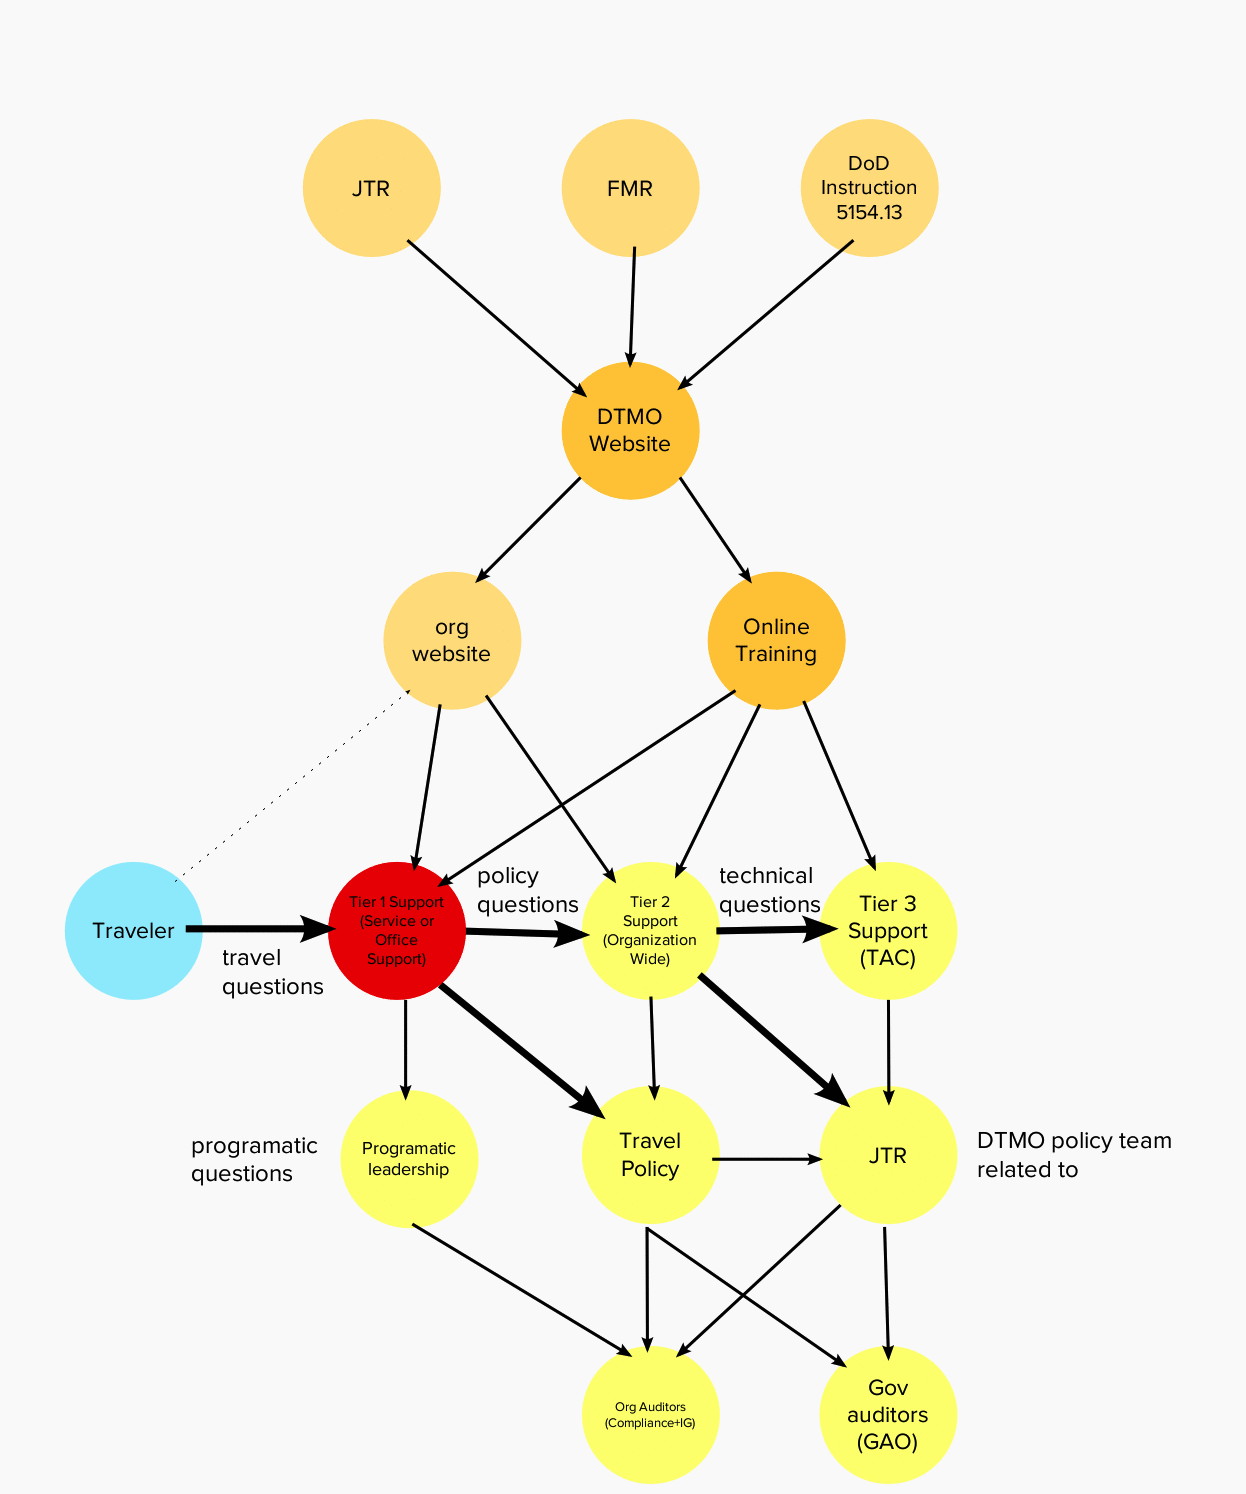 JTR
FMR
DoD
Instruction
5154.13
DTMO
Website
org
website
Online
Training
Traveler
travel
questions
Tier 1 Support
(Service or
Office
Support)
policy
questions
Tier 2
Support
(Organization
Wide)
technical
questions
Tier 3
Support
(TAC)
programatic
questions
Programatic
leadership
Travel
Policy
JTR
DTMO policy team
related to
Org Auditors
(Compliance+IG)
Gov
auditors
(GAO)